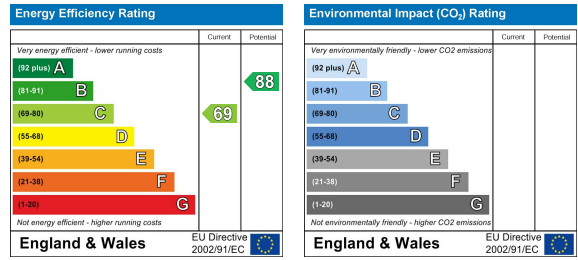 Energy Efficiency Rating
Current Potential
Very energy efficient - lower running costs
(92 plus) A
(81-91) B
(69-80) C
(55-68) D
(39-54) E
(21-38) F
(1-20) G
69
88
Not energy efficient - higher running costs
England & Wales
EU Directive
2002/91/EC
Environmental Impact (CO₂) Rating
Current Potential
Very environmentally friendly - lower CO2 emissions
(92 plus) A
(81-91) B
(69-80) C
(55-68) D
(39-54) E
(21-38) F
(1-20) G
Not environmentally friendly - higher CO2 emissions
England & Wales
EU Directive
2002/91/EC